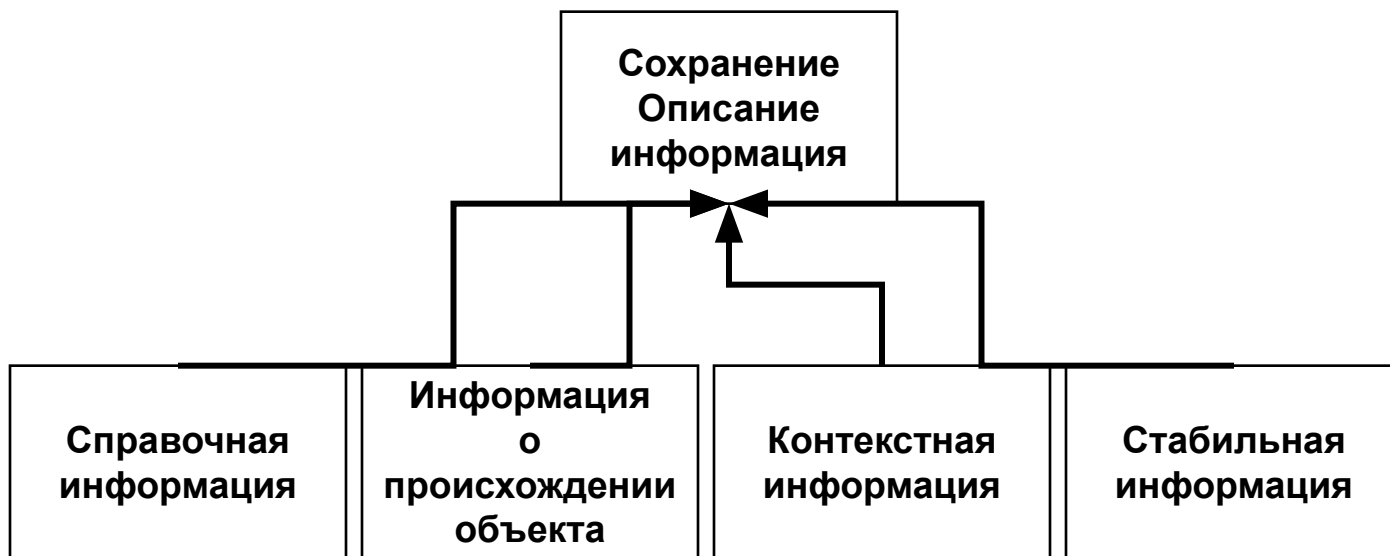 Сохранение
Описание
информация
Справочная
информация
Информация
о
происхождении
объекта
Контекстная
информация
Стабильная
информация